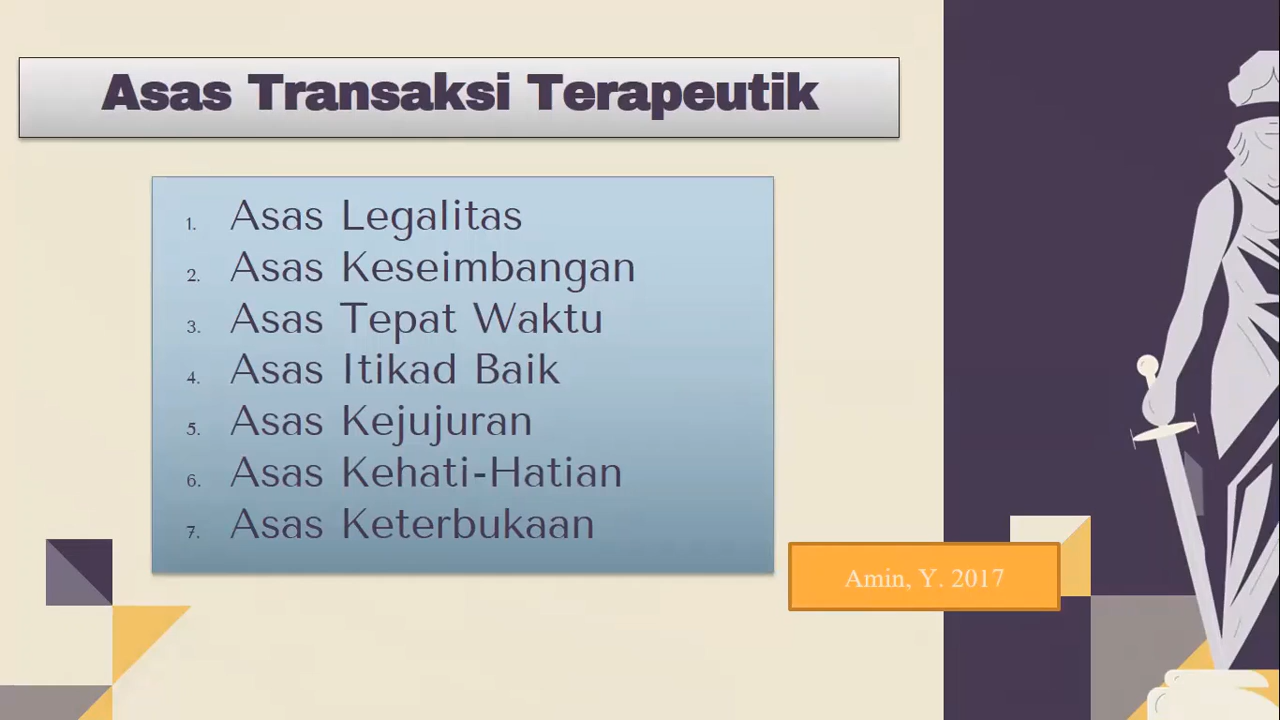 Asas Transaksi Terapeutik
1. Asas Legalitas
2. Asas Keseimbangan
3. Asas Tepat Waktu
4. Asas Itikad Baik
5. Asas Kejujuran
6. Asas Kehati-Hatian
7. Asas Keterbukaan
Amin, Y. 2017